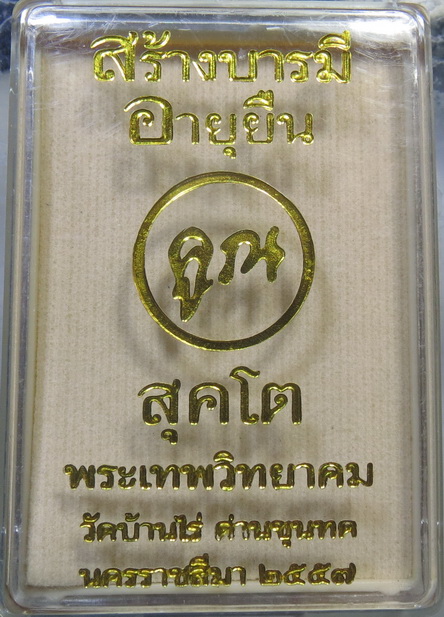 สร้างบารมี
อายุยืน
คูณ
สุคโต
พระเทพวิทยาคม
วัดบ้านไร่ ด่านขุนทด
นครราชสีมา ๒๕๕๗